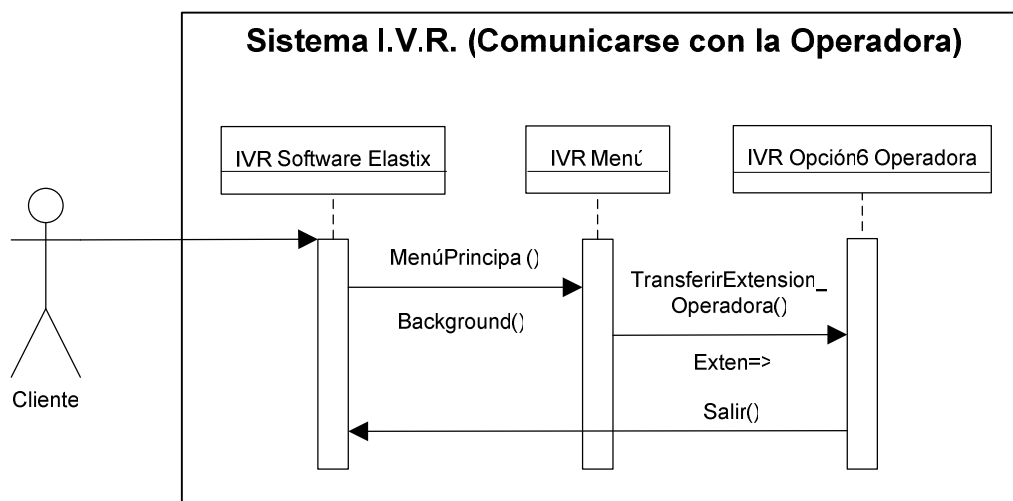 Sistema I.V.R. (Comunicarse con la Operadora)
IVR Software Elastix
IVR Menú
IVR Opción6 Operadora
MenúPrincipa ()
TransferirExtension_
Operadora()
Background()
Exten=>
Salir()
Cliente